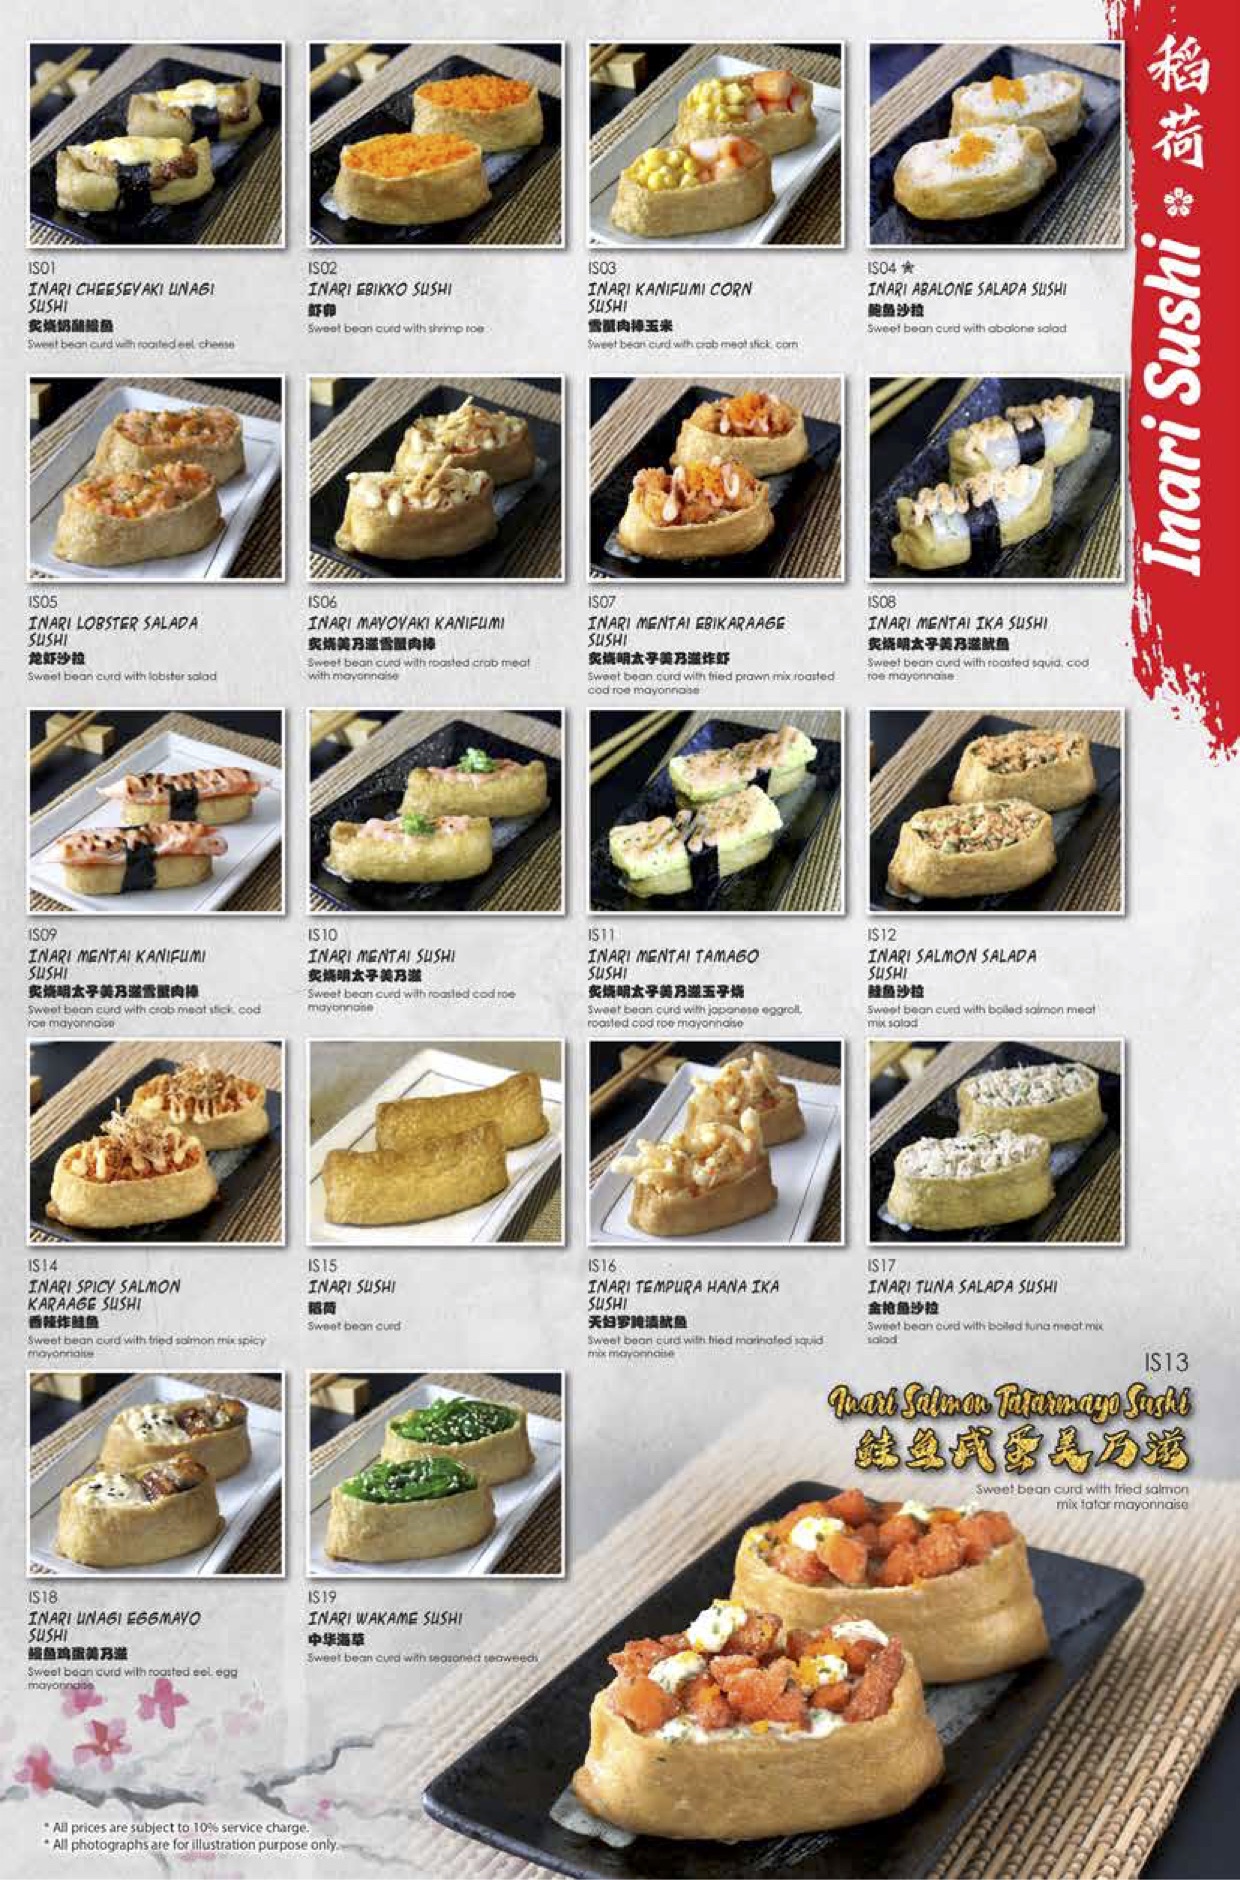 稻荷
Inari Sushi
IS01
INARI CHEESEYAKI UNAGI
SUSHI
炙烧奶酪鳗鱼
Sweet bean curd with roasted eel, cheese
IS02
INARI EBIKKO SUSHI
虾卵
Sweet bean curd with shrimp roe
IS03
INARI KANIFUMI CORN
SUSHI
雪蟹肉棒玉米
Sweet bean curd with crab meat stick, corn
IS04
INARI ABALONE SALADA SUSHI
鲍鱼沙拉
Sweet bean curd with abalone salad
IS05
INARI LOBSTER SALADA
SUSHI
龙虾沙拉
Sweet bean curd with lobster salad
IS06
INARI MAYOYAKI KANIFUMI
炙烧美乃滋雪蟹肉棒
Sweet bean curd with roasted crab meat
with mayonnaise
IS07
INARI MENTAI EBIKARAAGE
SUSHI
炙烧明太子美乃滋炸虾
Sweet bean curd with fried prawn mix roasted
cod roe mayonnaise
IS08
INARI MENTAI IKA SUSHI
炙烧明太子美乃滋鱿鱼
Sweet bean curd with roasted squid, cod
roe mayonnaise
IS09
INARI MENTAI KANIFUMI
SUSHI
炙烧明太子美乃滋雪蟹肉棒
Sweet bean curd with crab meat stick, cod
roe mayonnaise
IS10
INARI MENTAI SUSHI
炙烧明太子美乃滋
Sweet bean curd with roasted cod roe
mayonnaise
IS11
INARI MENTAI TAMAGO
SUSHI
炙烧明太子美乃滋玉子烧
Sweet bean curd with japanese eggroll,
roasted cod roe mayonnaise
IS12
INARI SALMON SALADA
SUSHI
鲑鱼沙拉
Sweet bean curd with boiled salmon meat
mix salad
IS14
INARI SPICY SALMON
KARAAGE SUSHI
香辣炸鲑鱼
Sweet bean curd with fried salmon mix spicy
mayonnaise
IS15
INARI SUSHI
稻荷
Sweet bean curd
IS16
INARI TEMPURA HANA IKA
SUSHI
天妇罗腌渍鱿鱼
Sweet bean curd with fried marinated squid
mix mayonnaise
IS17
INARI TUNA SALADA SUSHI
金枪鱼沙拉
Sweet bean curd with boiled tuna meat mix
salad
IS13
Inari Salmon Tatarmayo Sushi
鲑鱼式蛋美乃滋
Sweet bean curd with fried salmon
mix tatar mayonnaise
IS18
INARI UNAGI EGGMAYO
SUSHI
鳗鱼鸡蛋美乃滋
Sweet bean curd with roasted eel, egg
mayonnaise
IS19
INARI WAKAME SUSHI
中华海草
Sweet bean curd with seasoned seaweeds
* All prices are subject to 10% service charge.
* All photographs are for illustration purpose only.